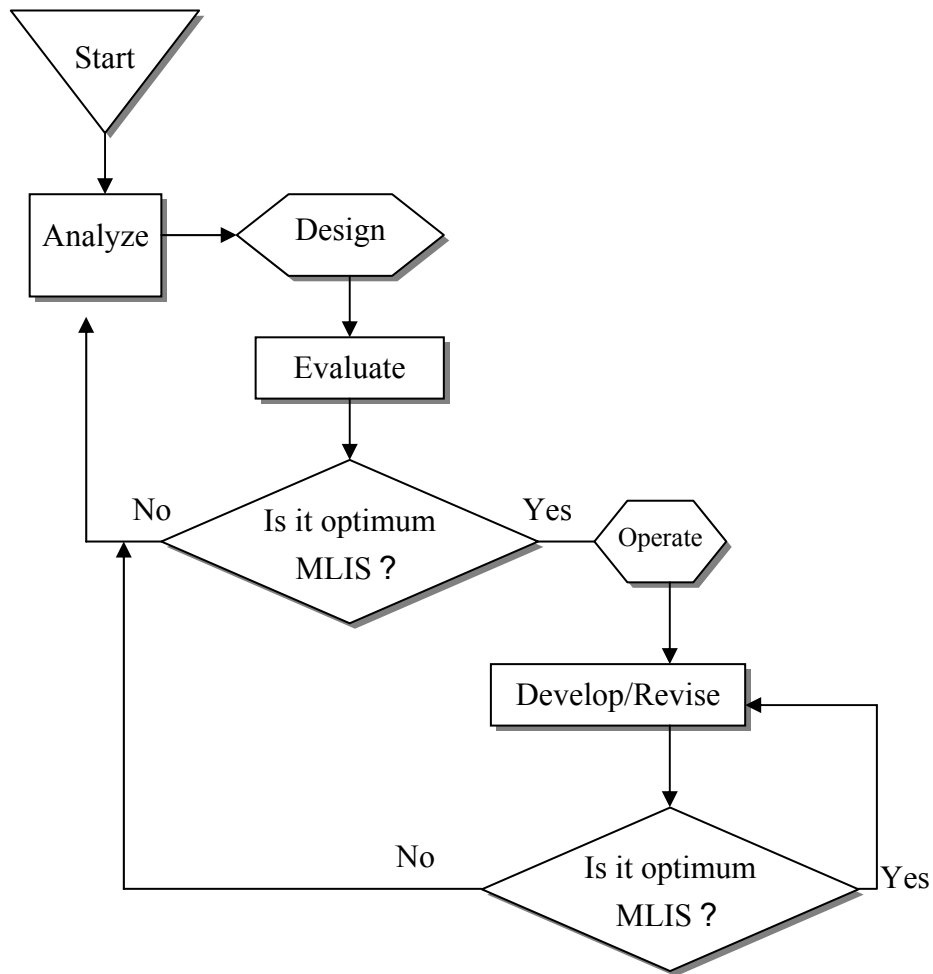 Start
Analyze
Design
Evaluate
No
Is it optimum
MLIS ?
Yes
Operate
Develop/Revise
No
Is it optimum
MLIS ?
Yes